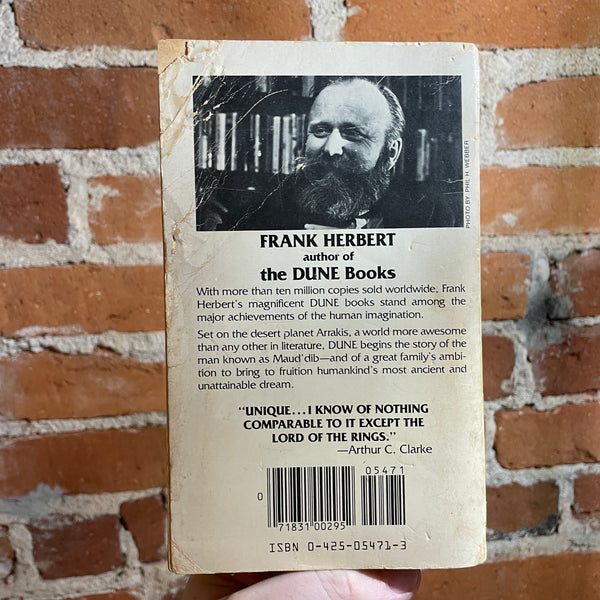 PHOTO BY: PHIL H. WEBBER
FRANK HERBERT
author of
the DUNE Books
With more than ten million copies sold worldwide, Frank
Herbert's magnificent DUNE books stand among the
major achievements of the human imagination.
Set on the desert planet Arrakis, a world more awesome
than any other in literature, DUNE begins the story of the
man known as Maud'dib—and of a great family's ambi-
tion to bring to fruition humankind's most ancient and
unattainable dream.
"UNIQUE...I KNOW OF NOTHING
COMPARABLE TO IT EXCEPT THE
LORD OF THE RINGS."
—Arthur C. Clarke
05471
0
71831 00295
ISBN 0-425-05471-3